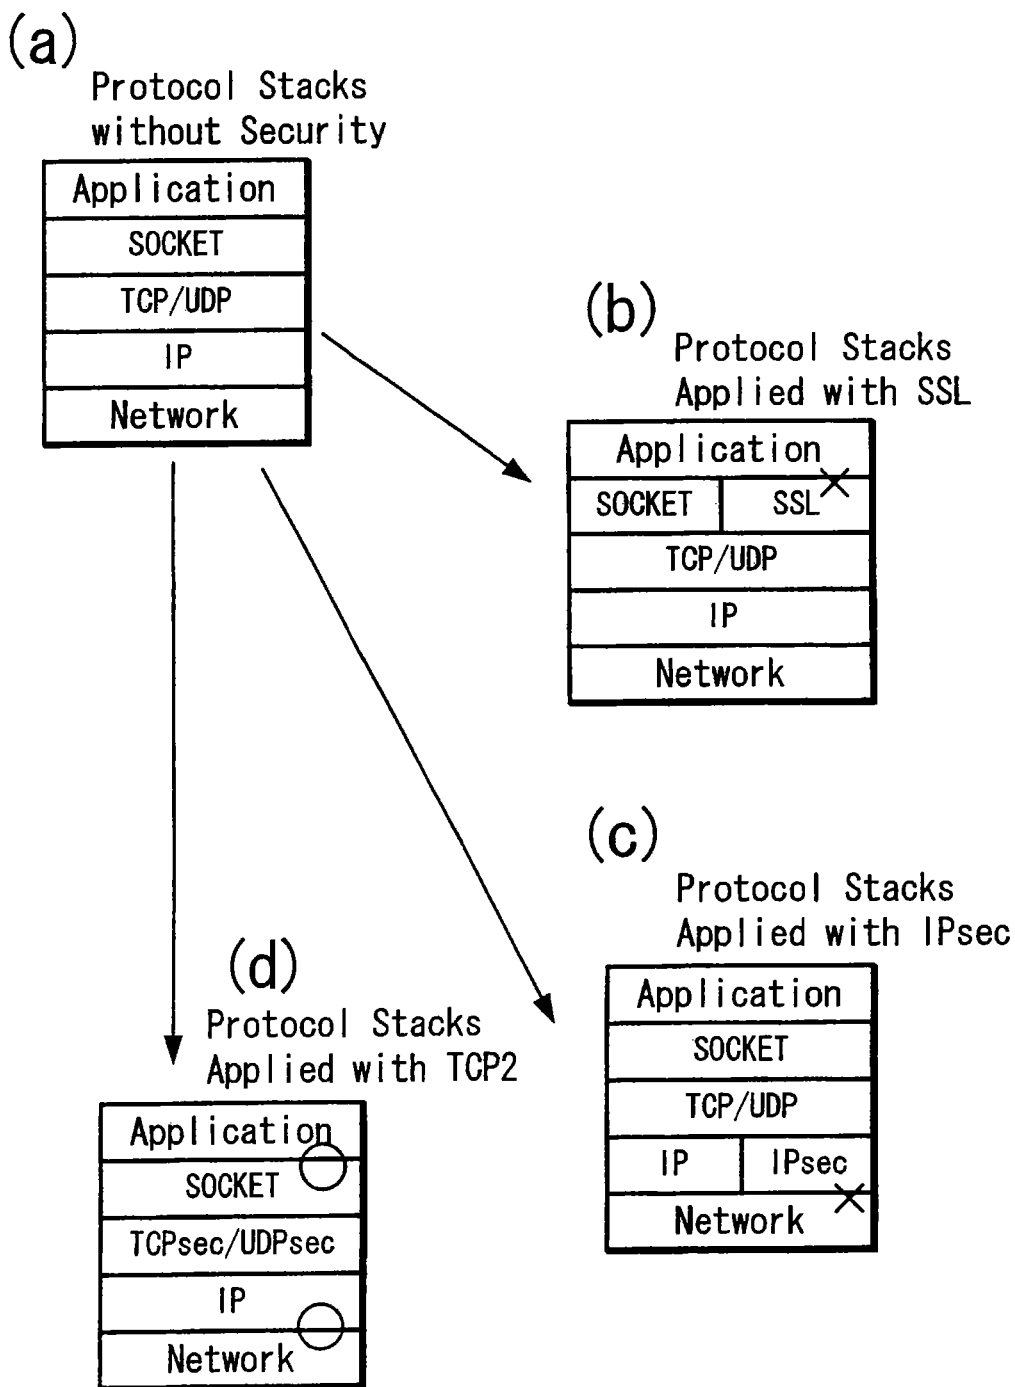 (a)
Protocol Stacks
without Security
Application
SOCKET
TCP/UDP
IP
Network
(b)
Protocol Stacks
Applied with SSL
Application
SOCKET SSL
TCP/UDP
IP
Network
(c)
Protocol Stacks
Applied with IPsec
Application
SOCKET
TCP/UDP
IP IPsec
Network
(d)
Protocol Stacks
Applied with TCP2
Application
SOCKET
TCPsec/UDPsec
IP
Network